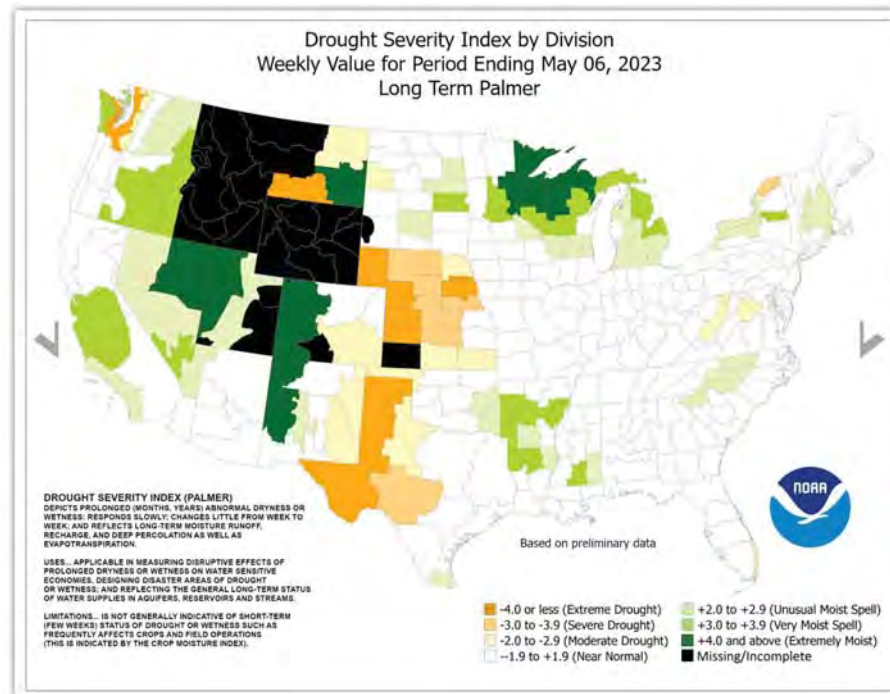 Drought Severity Index by Division
Weekly Value for Period Ending May 06, 2023
Long Term Palmer
DROUGHT SEVERITY INDEX (PALMER)
DEPICTS PROLONGED (MONTHS, YEARS) ABNORMAL DRYNESS OR
WETNESS: RESPONDS SLOWLY: CHANGES LITTLE FROM WEEK TO
WEEK; AND REFLECTS LONG-TERM MOISTURE RUNOFF,
RECHARGE, AND DEEP PERCOLATION AS WELL AS
EVAPOTRANSPIRATION.
USES... APPLICABLE IN MEASURING DISRUPTIVE EFFECTS OF
PROLONGED DRYNESS OR WETNESS ON WATER SENSITIVE
ECONOMIES, DESIGNING DISASTER AREAS OF DROUGHT
OR WETNESS; AND REFLECTING THE GENERAL LONG-TERM STATUS
OF WATER SUPPLIES IN AQUIFERS, RESERVOIRS AND STREAMS.
LIMITATIONS... IS NOT GENERALLY INDICATIVE OF SHORT-TERM
(FEW WEEKS) STATUS OF DROUGHT OR WETNESS SUCH AS
FREQUENTLY AFFECTS CROPS AND FIELD OPERATIONS
(THIS IS INDICATED BY THE CROP MOISTURE INDEX).
NOAA
Based on preliminary data
-4.0 or less (Extreme Drought)
-3.0 to -3.9 (Severe Drought)
-2.0 to -2.9 (Moderate Drought)
--1.9 to +1.9 (Near Normal)
+2.0 to +2.9 (Unusual Moist Spell)
+3.0 to +3.9 (Very Moist Spell)
+4.0 and above (Extremely Moist)
Missing/Incomplete